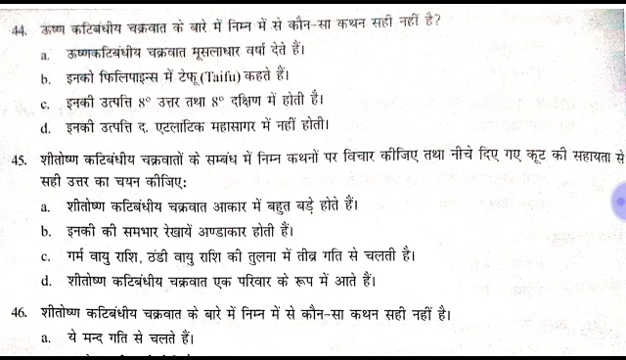 44. ऊष्ण कटिबंधीय चक्रवात के बारे में निम्न में से कौन-सा कथन सही नहीं है?
a. ऊष्णकटिबंधीय चक्रवात मूसलाधार वर्षा देते हैं।
b. इनको फिलिपाइन्स में टेफू (Taifu) कहते हैं।
c. इनकी उत्पत्ति 8° उत्तर तथा 8° दक्षिण में होती है।
d. इनकी उत्पत्ति द. एटलांटिक महासागर में नहीं होती।
45. शीतोष्ण कटिबंधीय चक्रवातों के सम्बंध में निम्न कथनों पर विचार कीजिए तथा नीचे दिए गए कूट की सहायता से
सही उत्तर का चयन कीजिए:
a. शीतोष्ण कटिबंधीय चक्रवात आकार में बहुत बड़े होते हैं।
b. इनकी की समभार रेखायें अण्डाकार होती हैं।
c. गर्म वायु राशि, ठंडी वायु राशि की तुलना में तीव्र गति से चलती है।
d. शीतोष्ण कटिबंधीय चक्रवात एक परिवार के रूप में आते हैं।
46. शीतोष्ण कटिबंधीय चक्रवात के बारे में निम्न में से कौन-सा कथन सही नहीं है।
a. ये मन्द गति से चलते हैं।